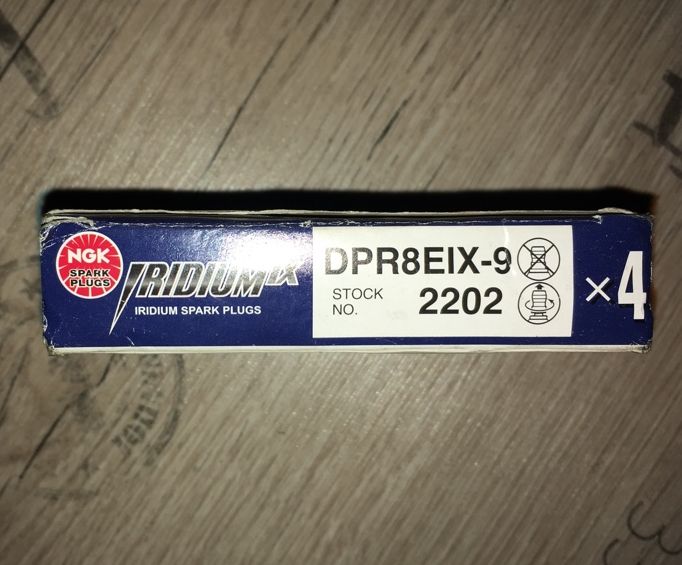 NGK
SPARK
PLUGS
IRIDIUM IX
IRIDIUM SPARK PLUGS
DPR8EIX-9
STOCK
NO.
2202
×4